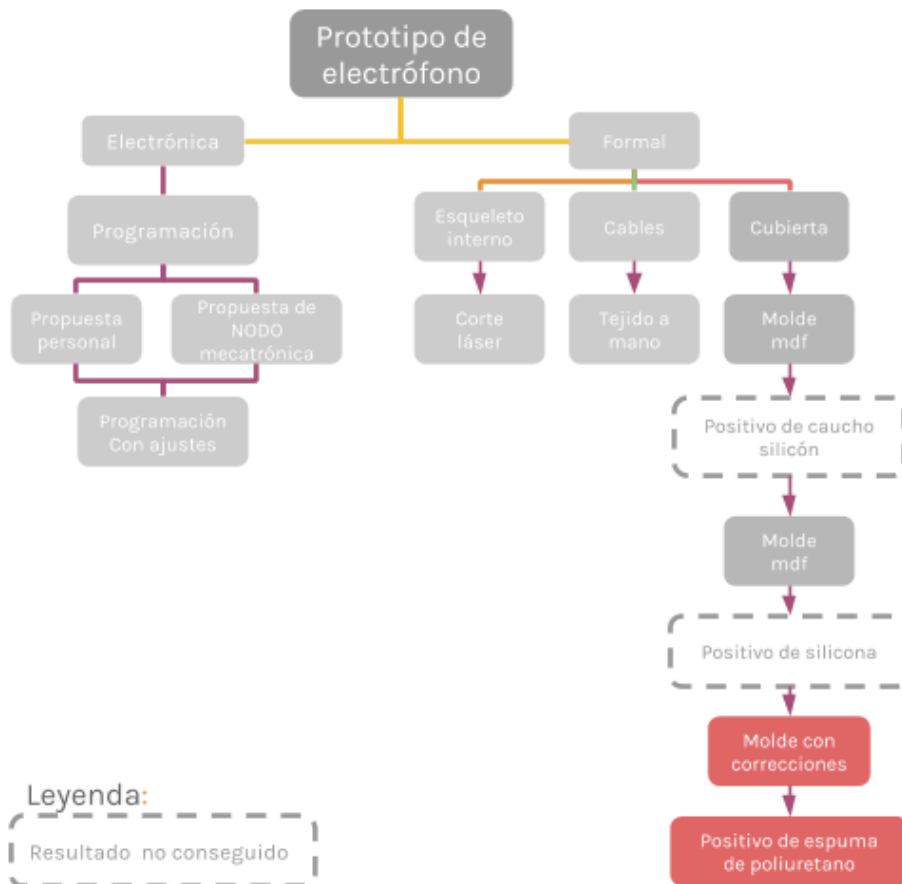 Prototipo de
electrófono
Electrónica
Formal
Programación
Esqueleto
interno
Cables
Cubierta
Propuesta
personal
Propuesta de
NODO
mecatrónica
Corte
láser
Tejido a
mano
Molde
mdf
Programación
Con ajustes
Positivo de caucho
silicón
Molde
mdf
Positivo de silicona
Molde con
correcciones
Positivo de espuma
de poliuretano
Leyenda:
Resultado no conseguido